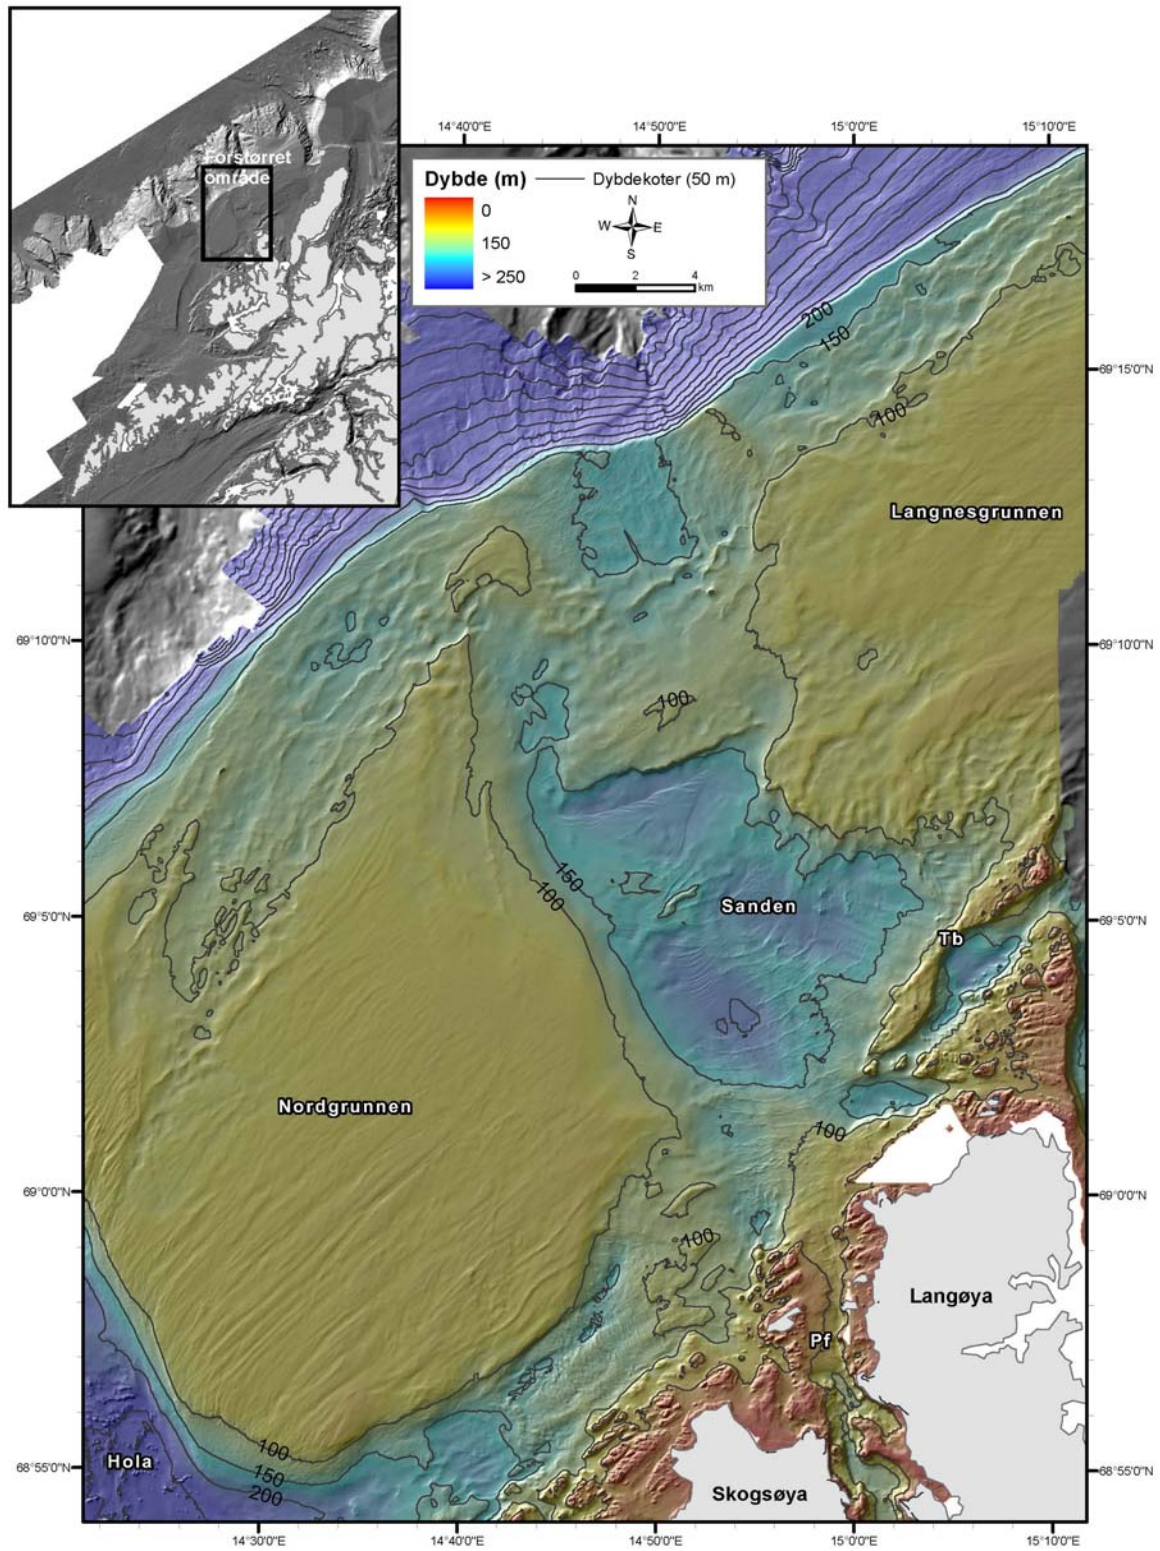 Forstørret
område
14°40'0"E
14°50'0"E
15°0'0"E
15°10'0"E
Dybde (m)
Dybdekoter (50 m)
0
150
> 250
N
W
E
S
0 2 4
km
200
150
69°15'0"N
69°15'0"N
100
Langnesgrunnen
69°10'0"N
69°10'0"N
100
150
100
Sanden
69°5'0"N
69°5'0"N
Tb
Nordgrunnen
100
69°0'0"N
69°0'0"N
100
Langøya
Pf
100
150
200
Hola
68°55'0"N
68°55'0"N
Skogsøya
14°30'0"E
14°40'0"E
14°50'0"E
15°0'0"E
15°10'0"E